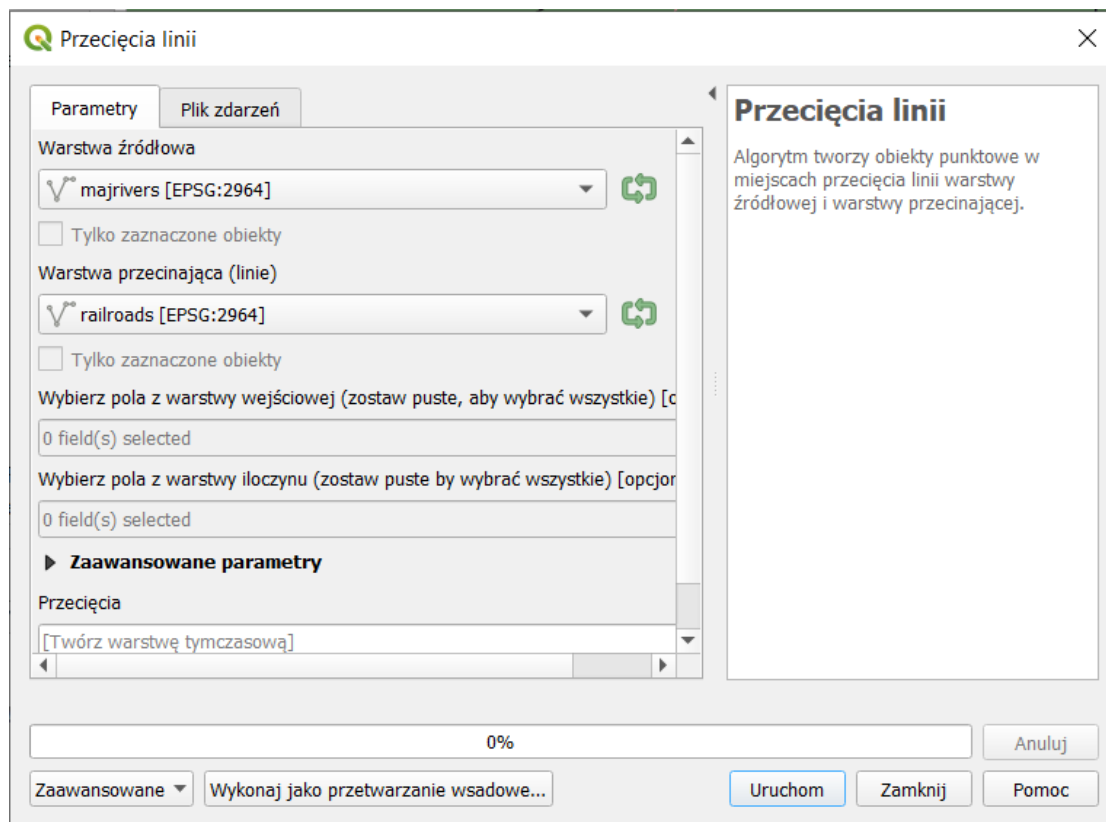 Przecięcia linii
Parametry
Plik zdarzeń
Warstwa źródłowa
majrivers [EPSG:2964]
Tylko zaznaczone obiekty
Warstwa przecinająca (linie)
railroads [EPSG:2964]
Tylko zaznaczone obiekty
Wybierz pola z warstwy wejściowej (zostaw puste, aby wybrać wszystkie) [c
0 field(s) selected
Wybierz pola z warstwy iloczynu (zostaw puste by wybrać wszystkie) [opcjor
0 field(s) selected
Zaawansowane parametry
Przecięcia
[Twórz warstwę tymczasową]
Przecięcia linii
Algorytm tworzy obiekty punktowe w
miejscach przecięcia linii warstwy
źródłowej i warstwy przecinającej.
0%
Anuluj
Zaawansowane
Wykonaj jako przetwarzanie wsadowe...
Uruchom
Zamknij
Pomoc